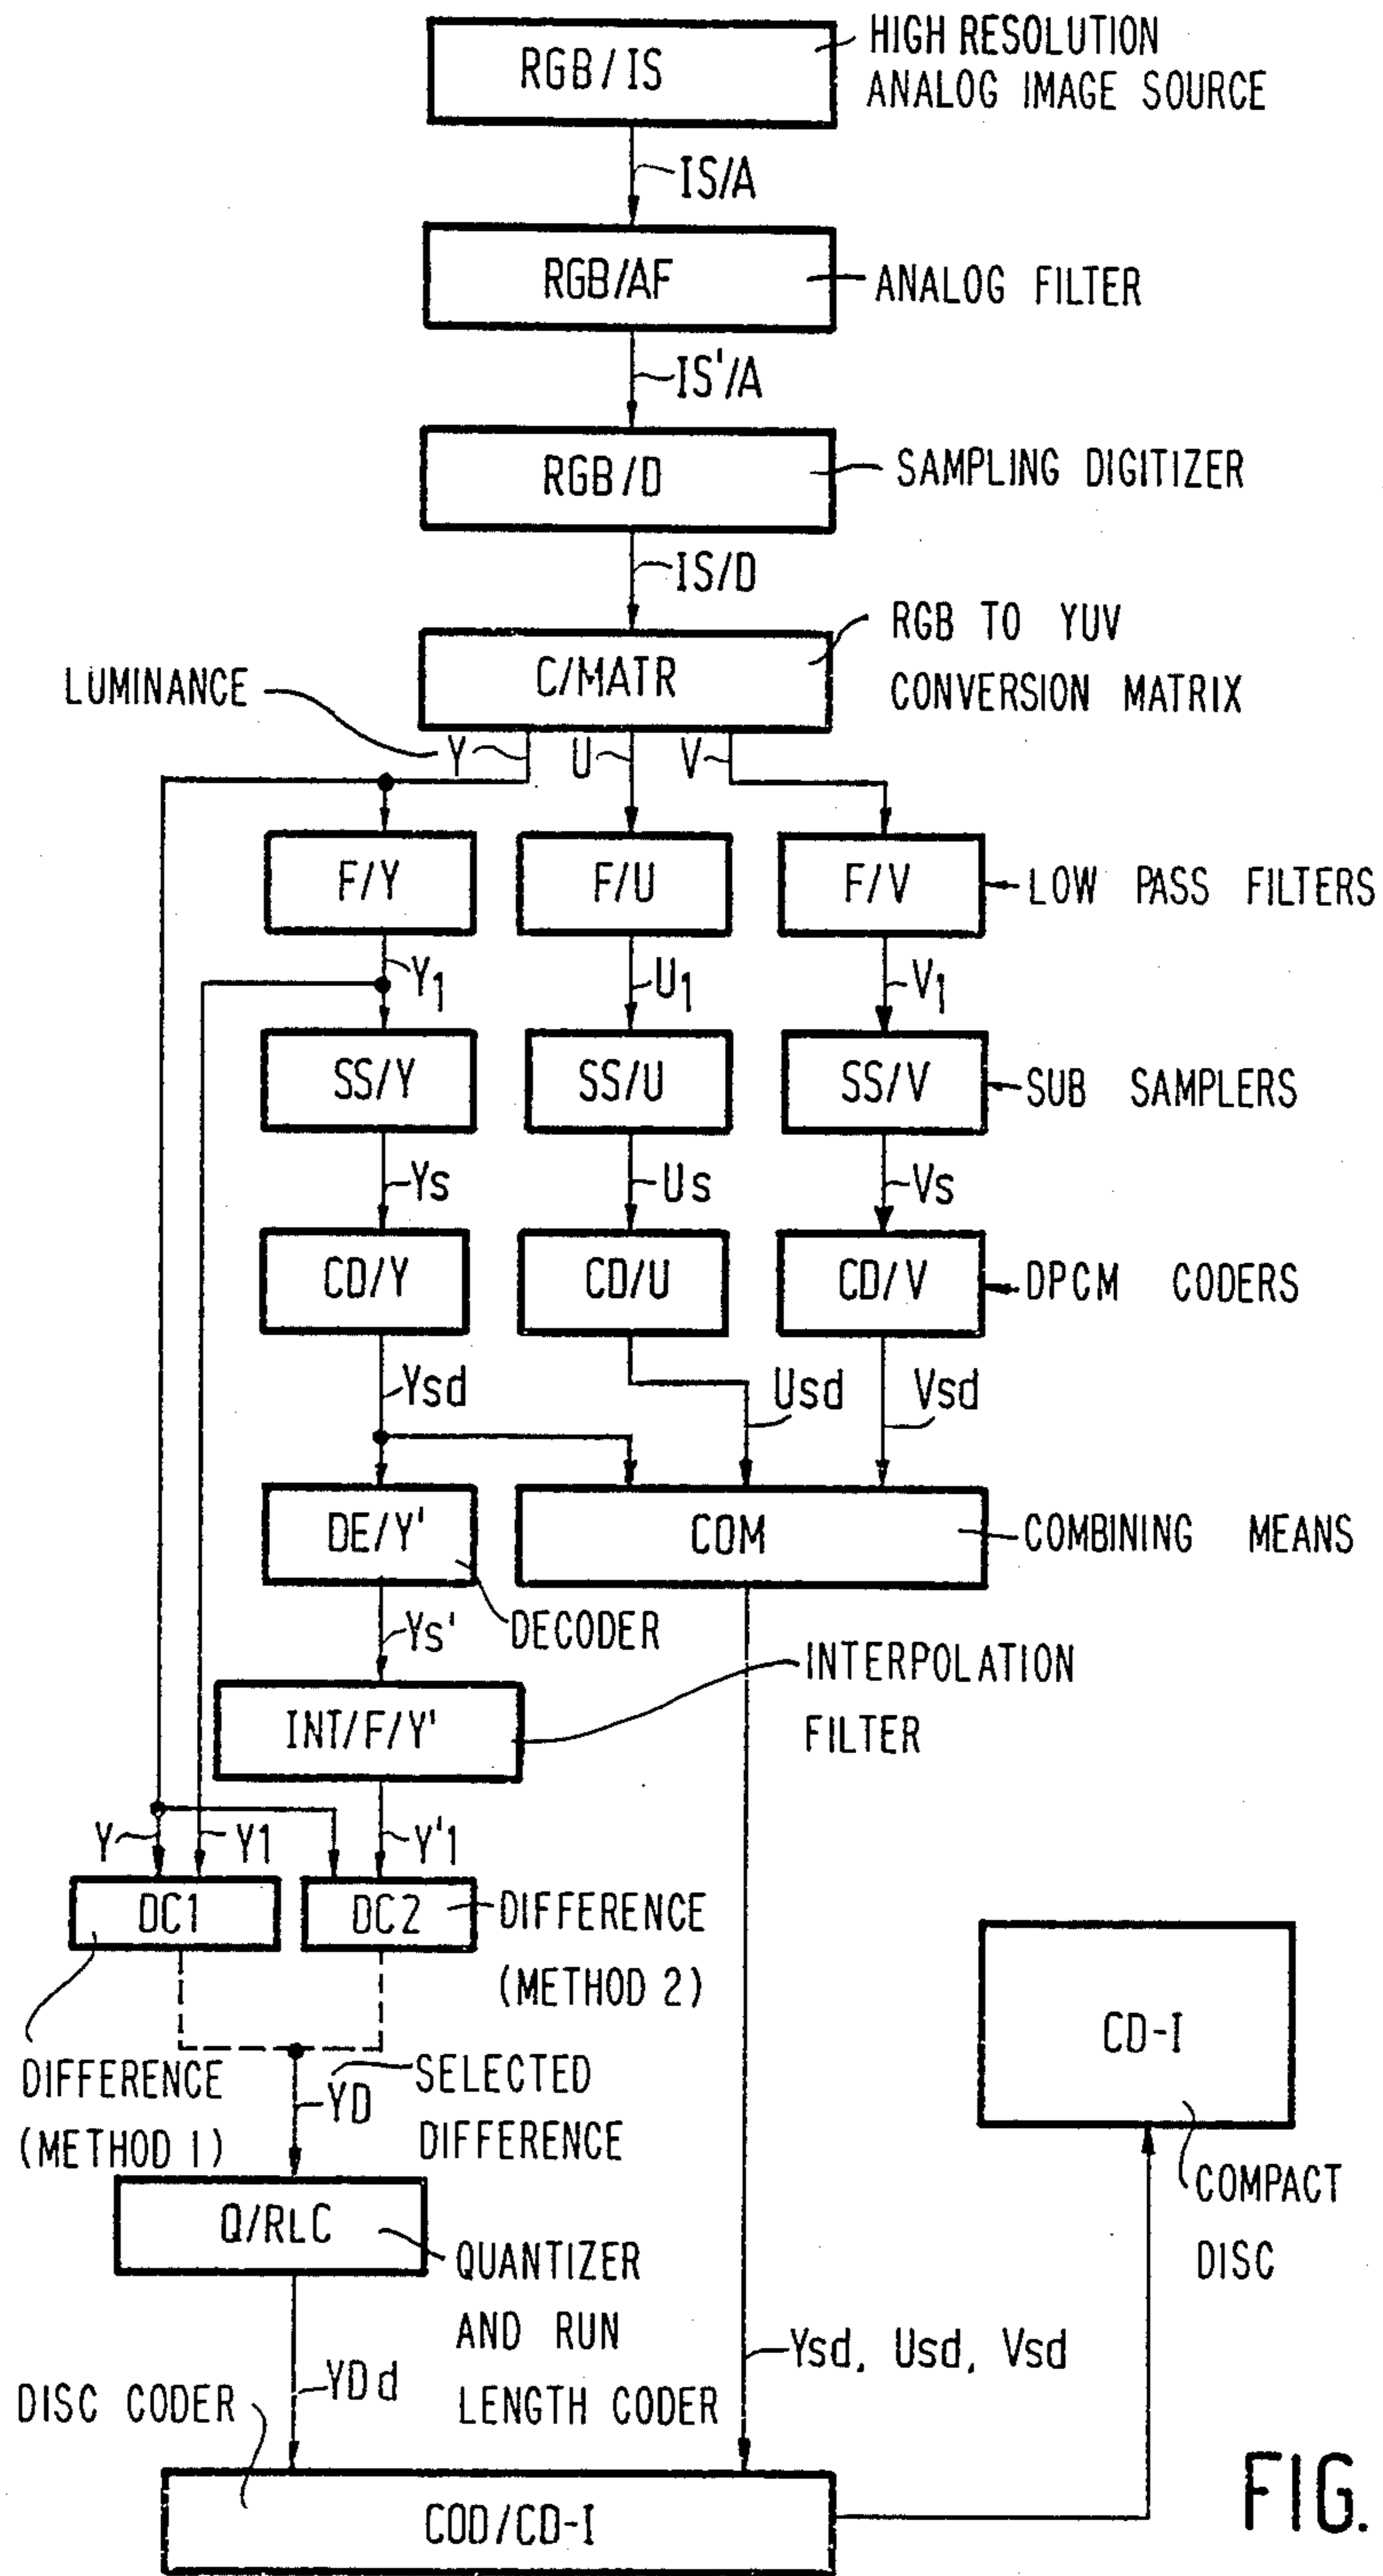 RGB/IS
HIGH RESOLUTION
ANALOG IMAGE SOURCE
IS/A
RGB/AF
ANALOG FILTER
IS'/A
RGB/D
SAMPLING DIGITIZER
IS/D
C/MATR
RGB TO YUV
CONVERSION MATRIX
LUMINANCE
Y
U
V
F/Y
F/U
F/V
LOW PASS FILTERS
Y1
U1
V1
SS/Y
SS/U
SS/V
SUB SAMPLERS
Ys
Us
Vs
CD/Y
CD/U
CD/V
DPCM CODERS
Ysd
Usd
Vsd
DE/Y'
COM
COMBINING MEANS
DECODER
Ys'
INTERPOLATION
FILTER
INT/F/Y'
Y
Y1
Y'1
DC1
DC2
DIFFERENCE
(METHOD 2)
CD-I
DIFFERENCE
(METHOD 1)
YD
SELECTED
DIFFERENCE
COMPACT
DISC
Q/RLC
QUANTIZER
AND RUN
LENGTH CODER
Ysd, Usd, Vsd
YDd
DISC CODER
COD/CD-I
FIG.